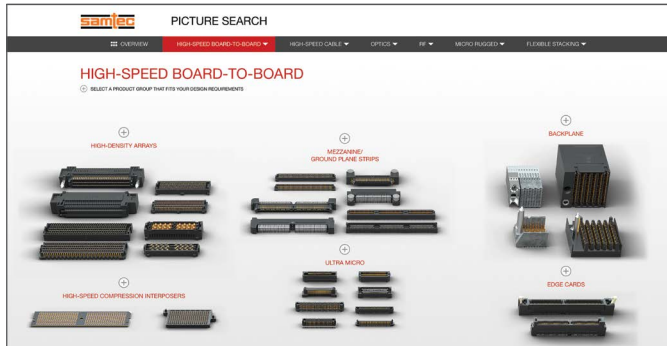 samtec
PICTURE SEARCH
OVERVIEW
HIGH-SPEED BOARD-TO-BOARD
HIGH-SPEED CABLE
OPTICS
RF
MICRO RUGGED
FLEXIBLE STACKING
HIGH-SPEED BOARD-TO-BOARD
SELECT A PRODUCT GROUP THAT FITS YOUR DESIGN REQUIREMENTS
HIGH-DENSITY ARRAYS
MEZZANINE/
GROUND PLANE STRIPS
BACKPLANE
HIGH-SPEED COMPRESSION INTERPOSERS
ULTRA MICRO
EDGE CARDS